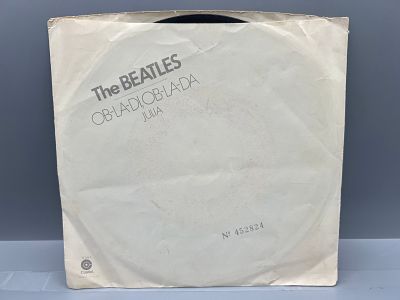 The BEATLES
OB-LA-DI, OB-LA-DA
JULIA
Nº 452824